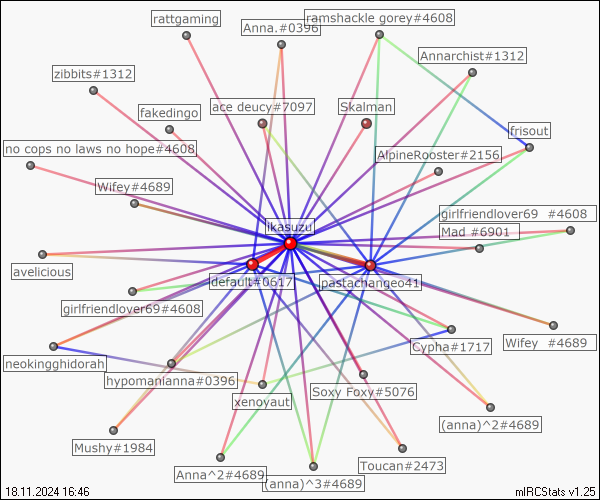 rattgaming
Anna.#0396
ramshackle gorey#4608
Annarchist#1312
zibbits#1312
fakedingo
ace deucy#7097
Skalman
frisout
no cops no laws no hope#4608
AlpineRooster#2156
Wifey#4689
girlfriendlover69 #4608
ikasuzu
Mad #6901
avelicious
default#0617
pastachangeo41
girlfriendlover69#4608
Cypha#1717
Wifey #4689
neokingghidorah
hypomanianna#0396
xenoyaut
Soxy Foxy#5076
(anna)^2#4689
Mushy#1984
Anna^2#4689
(anna)^3#4689
Toucan#2473
18.11.2024 16:46
mIRCStats v1.25